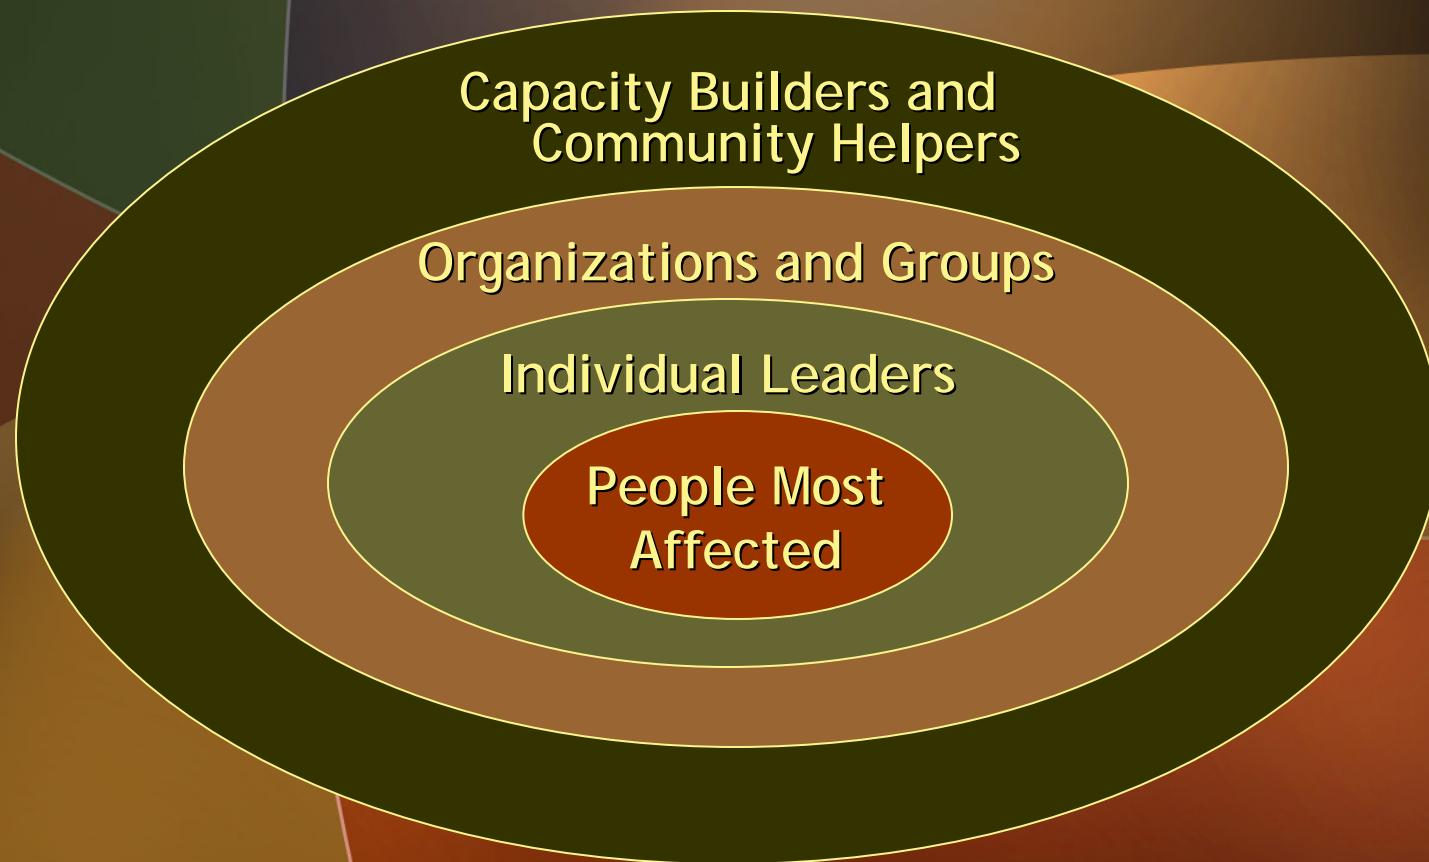 Capacity Builders and
Community Helpers
Organizations and Groups
Individual Leaders
People Most
Affected